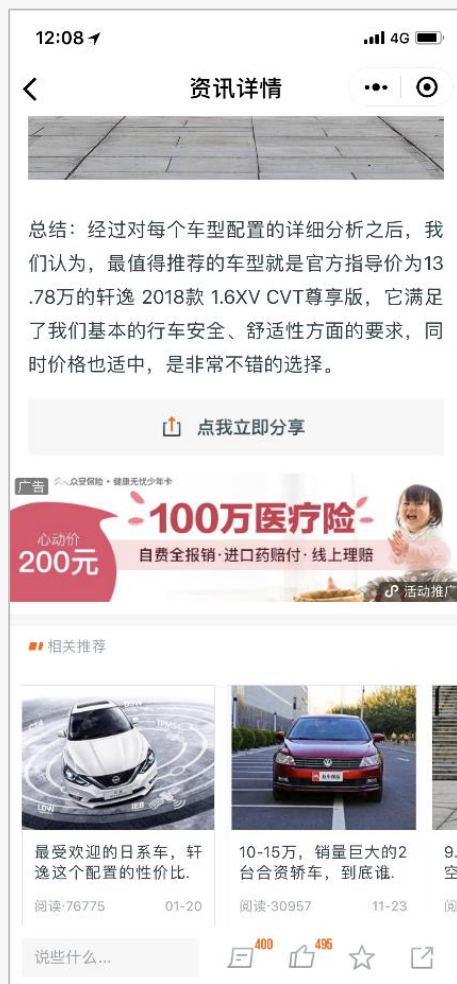 12:08
4G
资讯详情
总结：经过对每个车型配置的详细分析之后，我
们认为，最值得推荐的车型就是官方指导价为13
.78万的轩逸 2018款 1.6XV CVT尊享版，它满足
了我们基本的行车安全、舒适性方面的要求，同
时价格也适中，是非常不错的选择。
点我立即分享
广告
众安保险·健康无忧少年卡
心动价
200元
100万医疗险
自费全报销·进口药赔付·线上理赔
活动推广
相关推荐
LDW
最受欢迎的日系车，轩
逸这个配置的性价比.
阅读·76775
01-20
10-15万，销量巨大的2
台合资轿车，到底谁.
阅读·30957
11-23
9.
空
阅
说些什么...
400
495